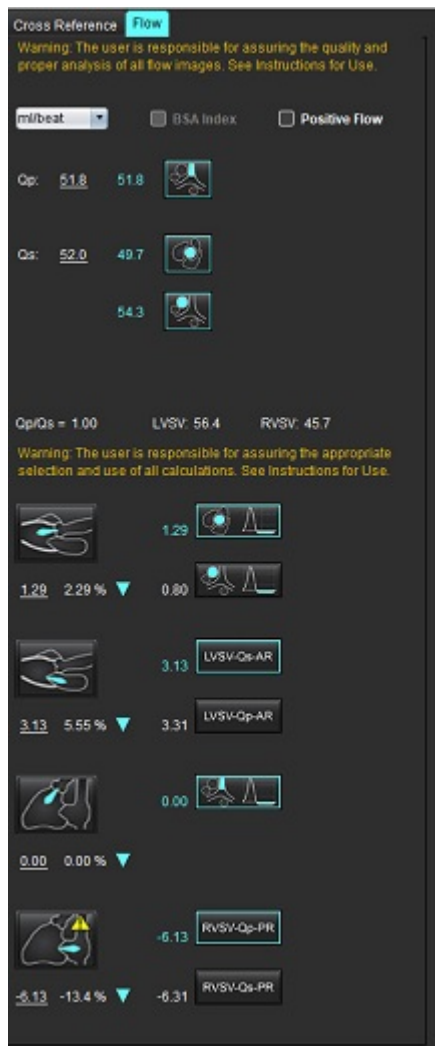 Cross Reference Flow
Warning: The user is responsible for assuring the quality and
proper analysis of all flow images. See Instructions for Use.
ml/beat BSA Index Positive Flow
Qp: 51.8 51.8
Qs: 52.0 49.7
54.3
Qp/Qs = 1.00 LVSV: 56.4 RVSV: 45.7
Warning: The user is responsible for assuring the appropriate
selection and use of all calculations. See Instructions for Use.
1.29
1.29 2.29 % 0.80
3.13 LVSV-Qs-AR
3.13 5.55 % 3.31 LVSV-Qp-AR
0.00
0.00 0.00 %
-6.13 RVSV-Qp-PR
-6.13 -13.4 % -6.31 RVSV-Qs-PR